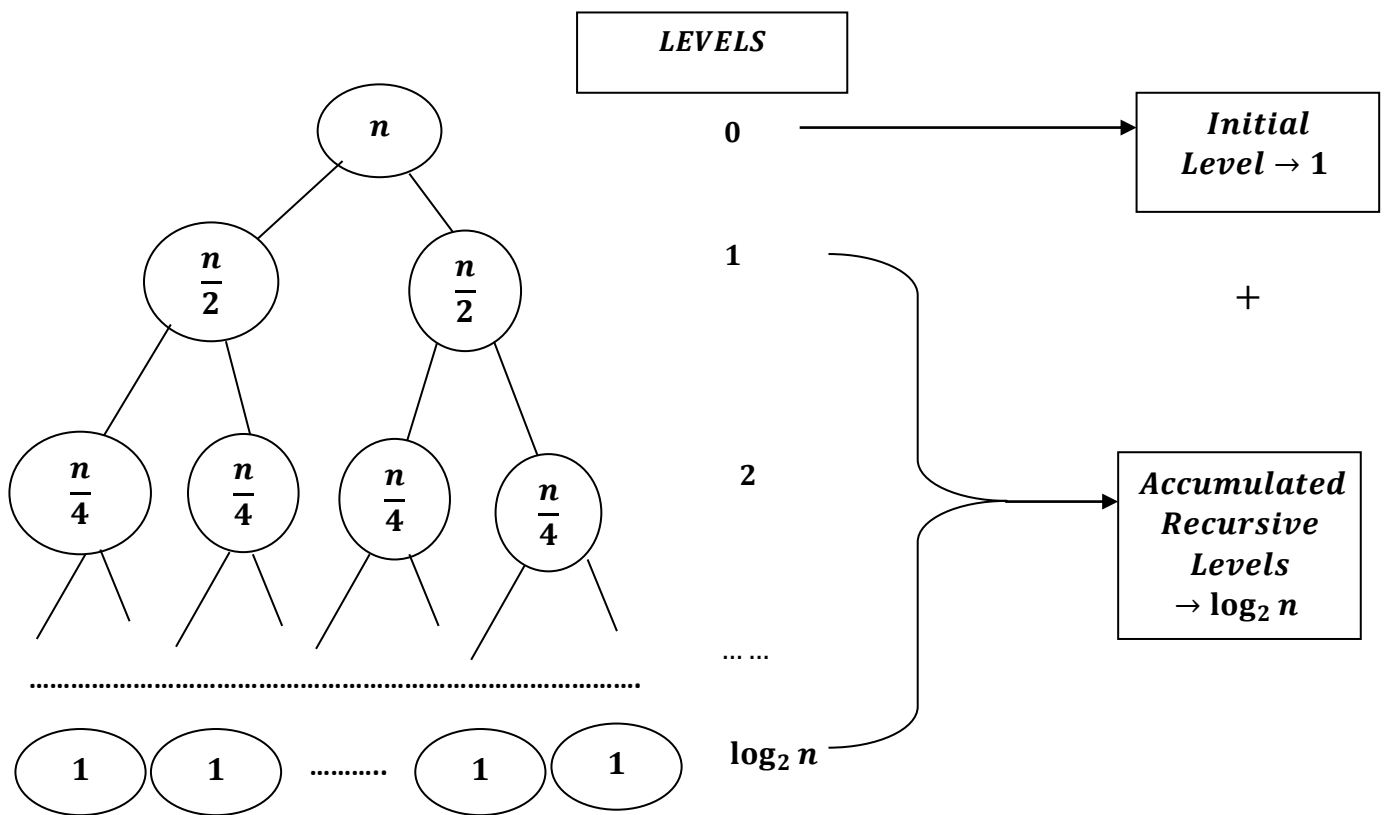 LEVELS
n
0
Initial
Level → 1
n/2
n/2
1
+
n/4
n/4
n/4
n/4
2
Accumulated
Recursive
Levels
→ log₂ n
... ...
.......................................................................................
1
1
...........
1
1
log₂ n